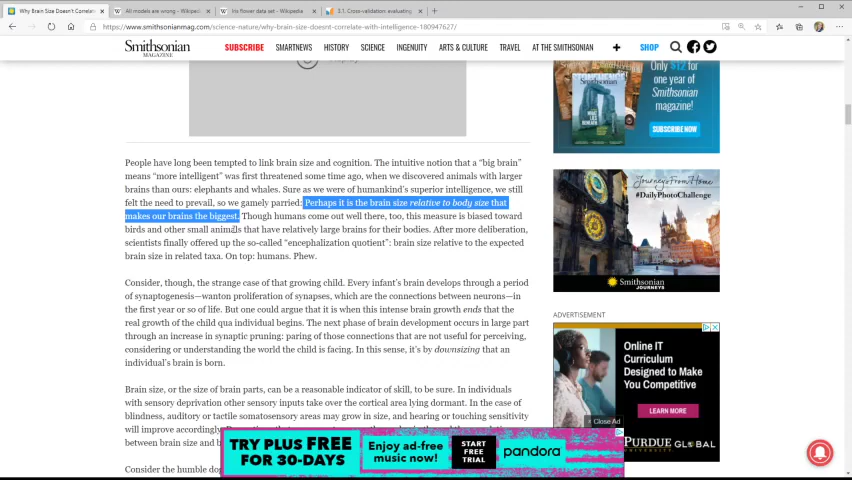 Why Brain Size Doesn't Correlate
All models are wrong - Wikipedia
Iris flower data set - Wikipedia
3.1. Cross-validation: evaluating
https://www.smithsonianmag.com/science-nature/why-brain-size-doesnt-correlate-with-intelligence-180947627/
Smithsonian
MAGAZINE
SUBSCRIBE SMARTNEWS HISTORY SCIENCE INGENUITY ARTS & CULTURE TRAVEL AT THE SMITHSONIAN SHOP
People have long been tempted to link brain size and cognition. The intuitive notion that a “big brain”
means “more intelligent” was first threatened some time ago, when we discovered animals with larger
brains than ours: elephants and whales. Sure as we were of humankind's superior intelligence, we still
felt the need to prevail, so we gamely parried: Perhaps it is the brain size relative to body size that
makes our brains the biggest. Though humans come out well there, too, this measure is biased toward
birds and other small animals that have relatively large brains for their bodies. After more deliberation,
scientists finally offered up the so-called “encephalization quotient”: brain size relative to the expected
brain size in related taxa. On top: humans. Phew.
Consider, though, the strange case of that growing child. Every infant's brain develops through a period
of synaptogenesis—wanton proliferation of synapses, which are the connections between neurons—in
the first year or so of life. But one could argue that it is when this intense brain growth ends that the
real growth of the child qua individual begins. The next phase of brain development occurs in large part
through an increase in synaptic pruning: paring of those connections that are not useful for perceiving,
considering or understanding the world the child is facing. In this sense, it's by downsizing that an
individual's brain is born.
Brain size, or the size of brain parts, can be a reasonable indicator of skill, to be sure. In individuals
with sensory deprivation other sensory inputs take over the cortical area lying dormant. In the case of
blindness, auditory or tactile somatosensory areas may grow in size, and hearing or touching sensitivity
will improve accordingly.
between brain size and b
Consider the humble do
Only $12 for
one year of
Smithsonian
magazine!
SUBSCRIBE NOW
Journeys From Home
#DailyPhotoEscape
Smithsonian
JOURNEYS
ADVERTISEMENT
Online IT
Curriculum
Designed to Make
You Competitive
LEARN MORE
Close Ad
PURDUE GLOBAL
TRY PLUS FREE
FOR 30-DAYS
Enjoy ad-free
music now!
START
FREE
TRIAL
pandora